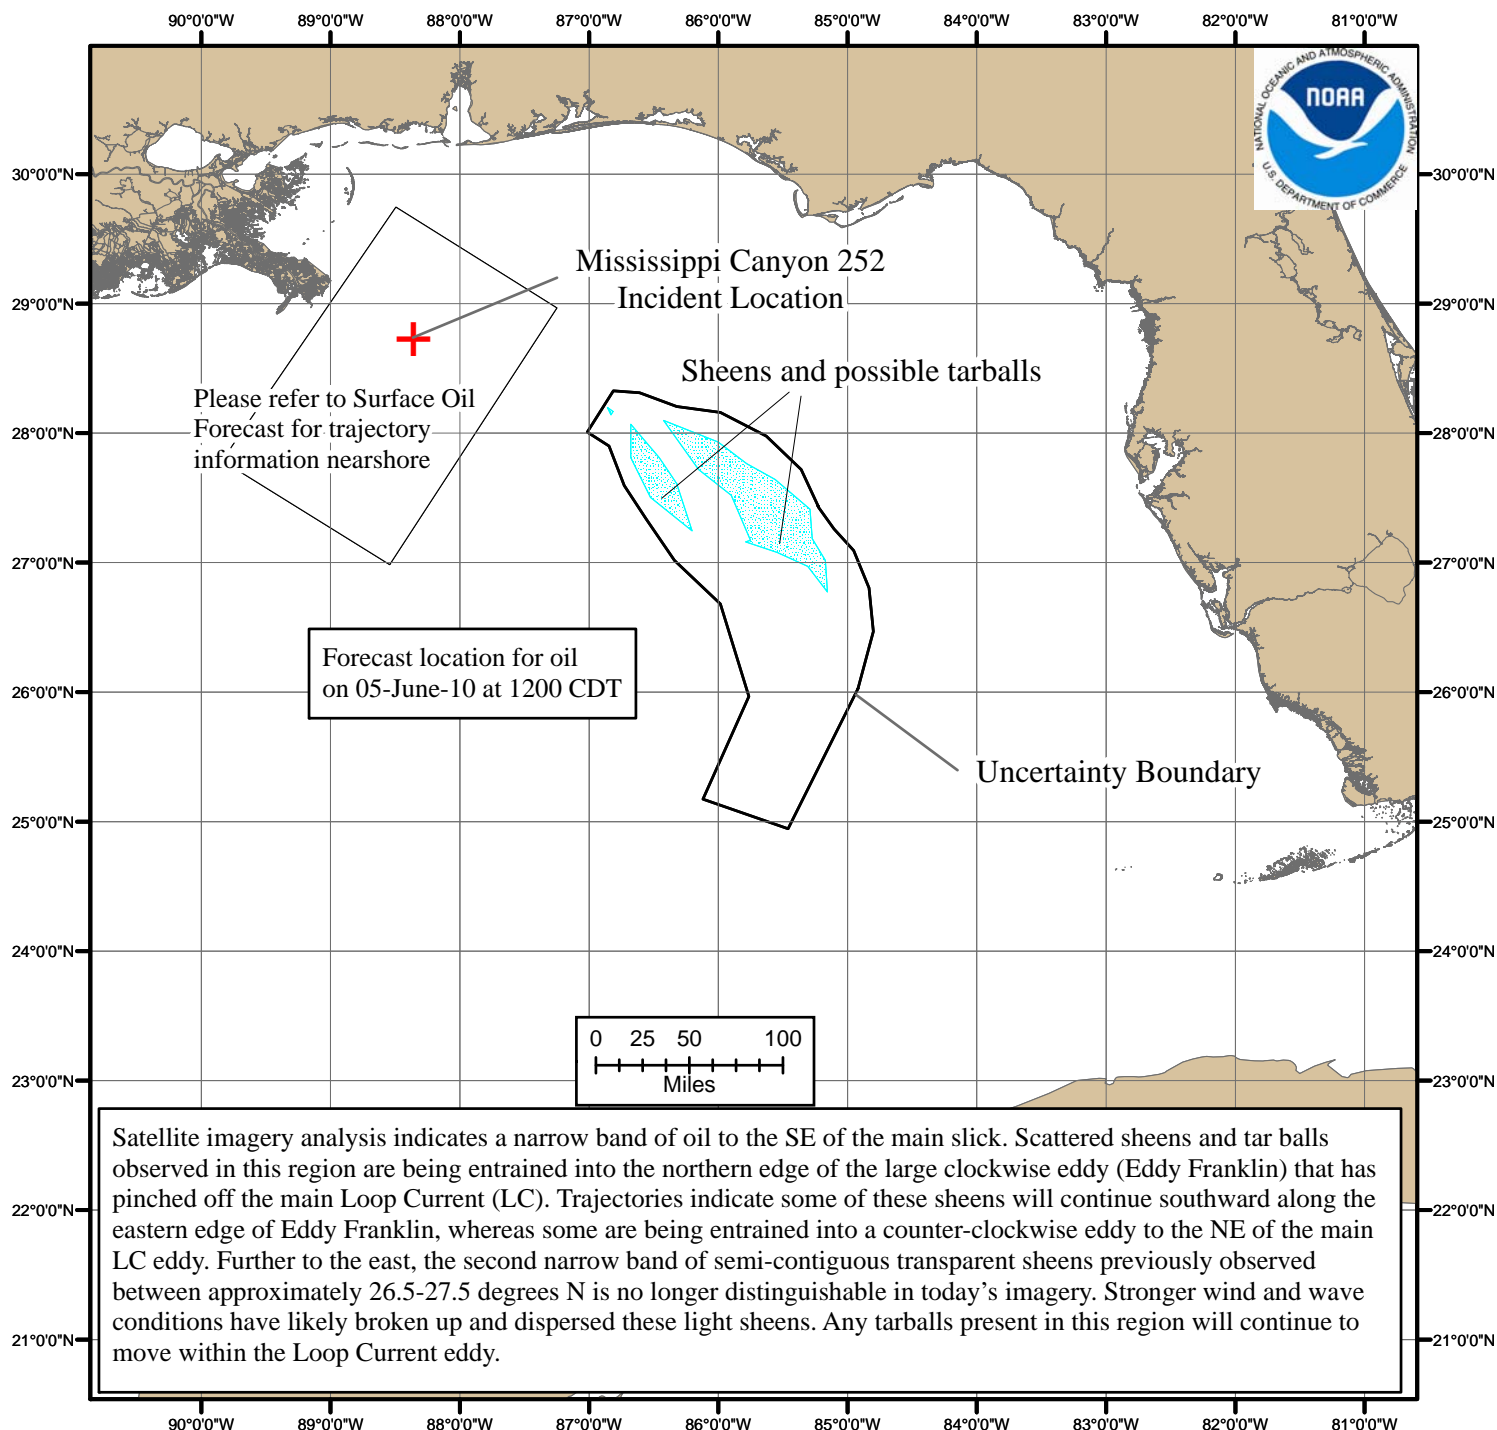 90°0'0"W 89°0'0"W 88°0'0"W 87°0'0"W 86°0'0"W 85°0'0"W 84°0'0"W 83°0'0"W 82°0'0"W 81°0'0"W
NATIONAL OCEANIC AND ATMOSPHERIC ADMINISTRATION
NOAA
U.S. DEPARTMENT OF COMMERCE
30°0'0"N 30°0'0"N
Mississippi Canyon 252
Incident Location
29°0'0"N 29°0'0"N
Sheens and possible tarballs
Please refer to Surface Oil
Forecast for trajectory
information nearshore
28°0'0"N 28°0'0"N
27°0'0"N 27°0'0"N
Forecast location for oil
on 05-June-10 at 1200 CDT
26°0'0"N 26°0'0"N
Uncertainty Boundary
25°0'0"N 25°0'0"N
24°0'0"N 24°0'0"N
0 25 50 100
Miles
23°0'0"N 23°0'0"N
Satellite imagery analysis indicates a narrow band of oil to the SE of the main slick. Scattered sheens and tar balls
observed in this region are being entrained into the northern edge of the large clockwise eddy (Eddy Franklin) that has
pinched off the main Loop Current (LC). Trajectories indicate some of these sheens will continue southward along the
eastern edge of Eddy Franklin, whereas some are being entrained into a counter-clockwise eddy to the NE of the main
LC eddy. Further to the east, the second narrow band of semi-contiguous transparent sheens previously observed
between approximately 26.5-27.5 degrees N is no longer distinguishable in today's imagery. Stronger wind and wave
conditions have likely broken up and dispersed these light sheens. Any tarballs present in this region will continue to
move within the Loop Current eddy.
22°0'0"N 22°0'0"N
21°0'0"N 21°0'0"N
90°0'0"W 89°0'0"W 88°0'0"W 87°0'0"W 86°0'0"W 85°0'0"W 84°0'0"W 83°0'0"W 82°0'0"W 81°0'0"W